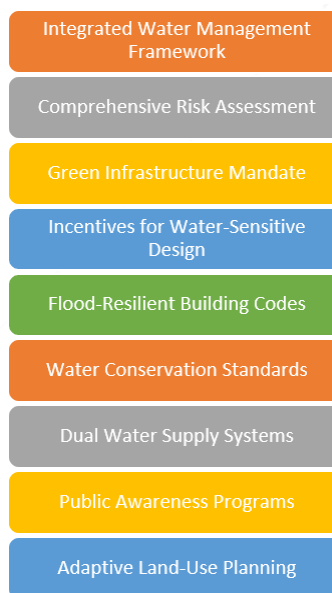 Integrated Water Management
Framework
Comprehensive Risk Assessment
Green Infrastructure Mandate
Incentives for Water-Sensitive
Design
Flood-Resilient Building Codes
Water Conservation Standards
Dual Water Supply Systems
Public Awareness Programs
Adaptive Land-Use Planning